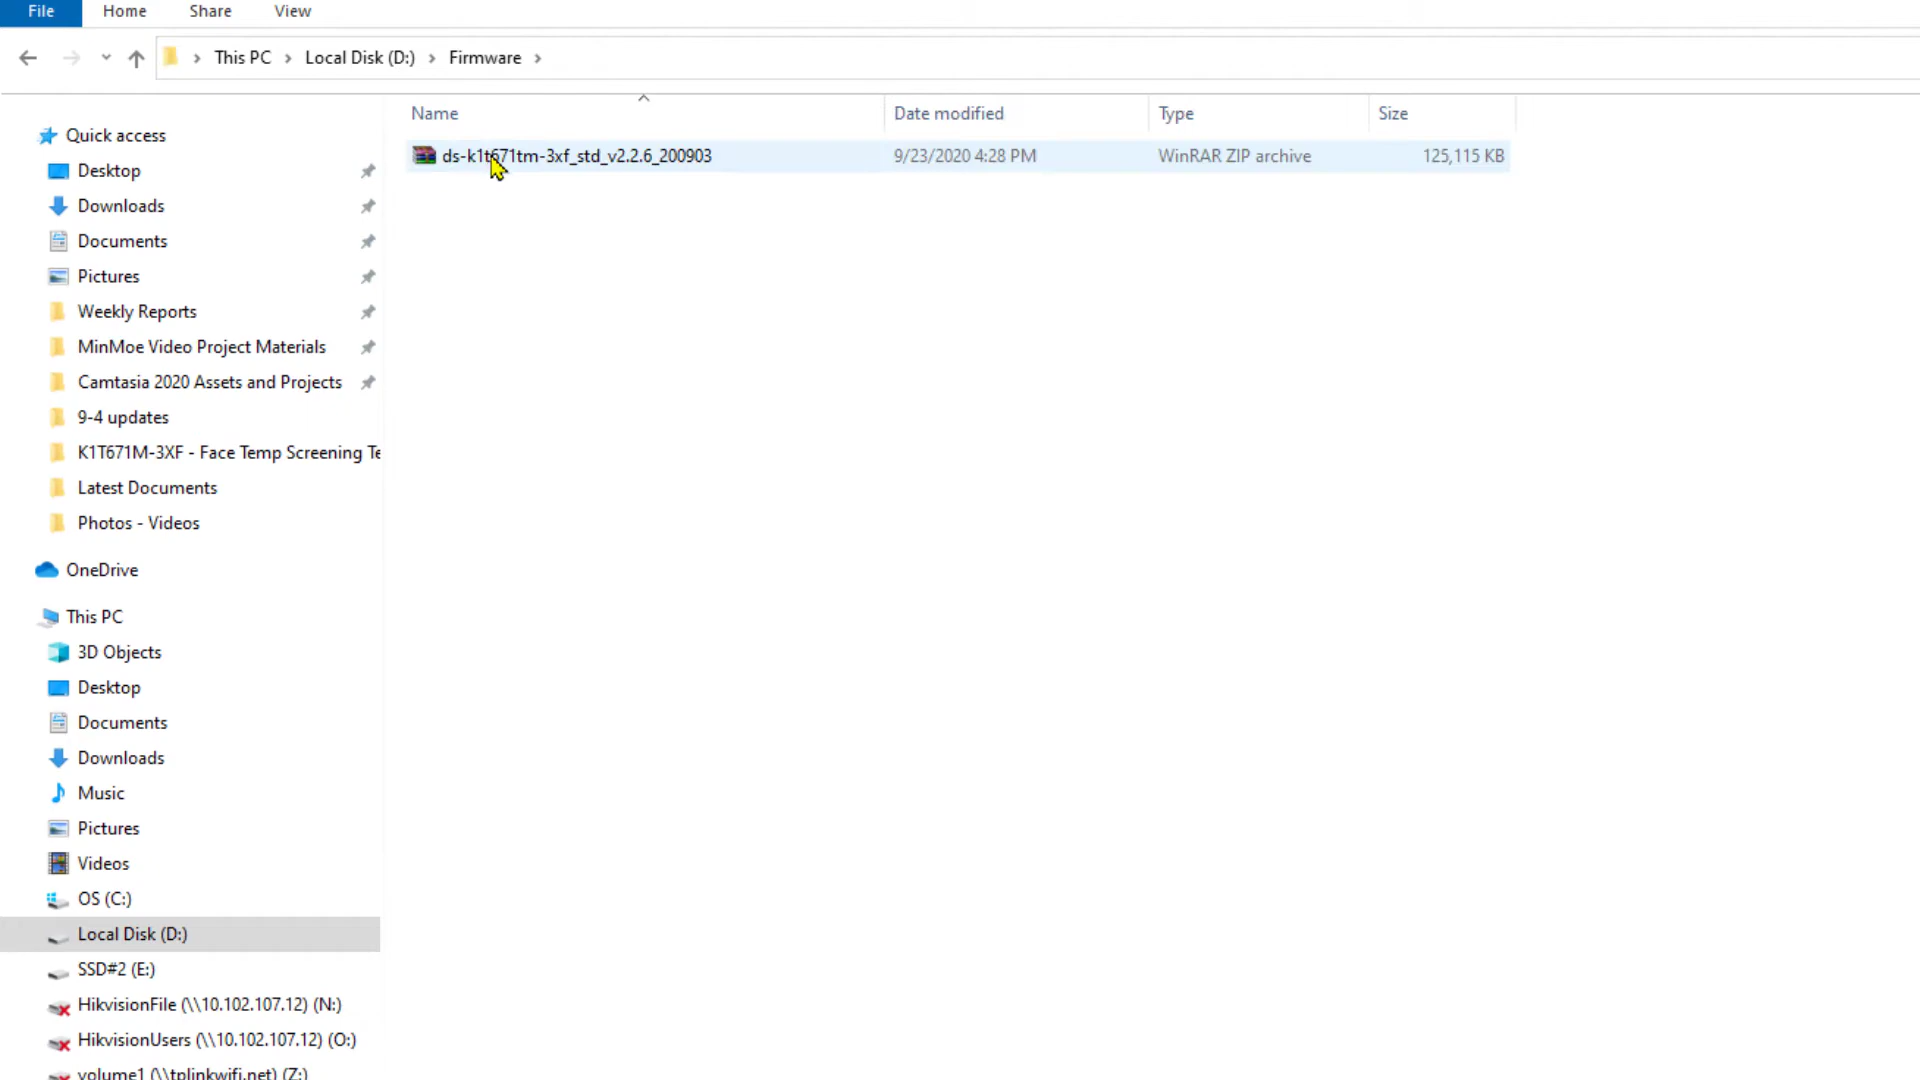 File Home Share View
This PC Local Disk (D:) Firmware
Name Date modified Type Size
ds-k1t671tm-3xf_std_v2.2.6_200903 9/23/2020 4:28 PM WinRAR ZIP archive 125,115 KB
Quick access
Desktop
Downloads
Documents
Pictures
Weekly Reports
MinMoe Video Project Materials
Camtasia 2020 Assets and Projects
9-4 updates
K1T671M-3XF - Face Temp Screening Te
Latest Documents
Photos - Videos
OneDrive
This PC
3D Objects
Desktop
Documents
Downloads
Music
Pictures
Videos
OS (C:)
Local Disk (D:)
SSD#2 (E:)
HikvisionFile (\\10.102.107.12) (N:)
HikvisionUsers (\\10.102.107.12) (O:)
volume1 (\\tplinkwifi.net) (Z:)